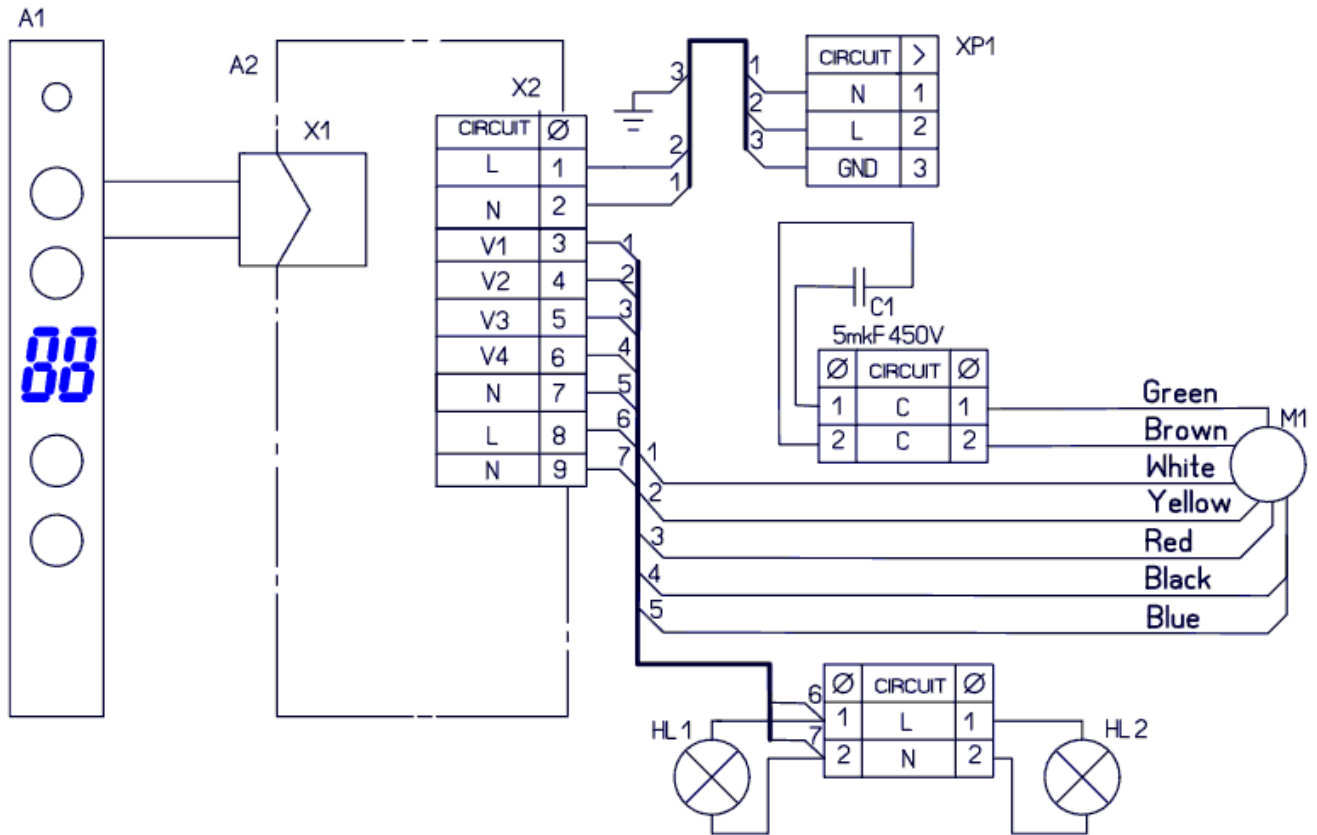 A1
A2
X1
X2
CIRCUIT Ø
L 1
N 2
V1 3
V2 4
V3 5
V4 6
N 7
L 8
N 9
3
2
1
1
2
3
XP1
CIRCUIT >
N 1
L 2
GND 3
1
2
3
4
5
6
7
C1
5mkF 450V
Ø CIRCUIT Ø
1 C 1
2 C 2
Green
Brown
White
Yellow
Red
Black
Blue
M1
1
2
3
4
5
88
6
7
Ø CIRCUIT Ø
1 L 1
2 N 2
HL1
HL2